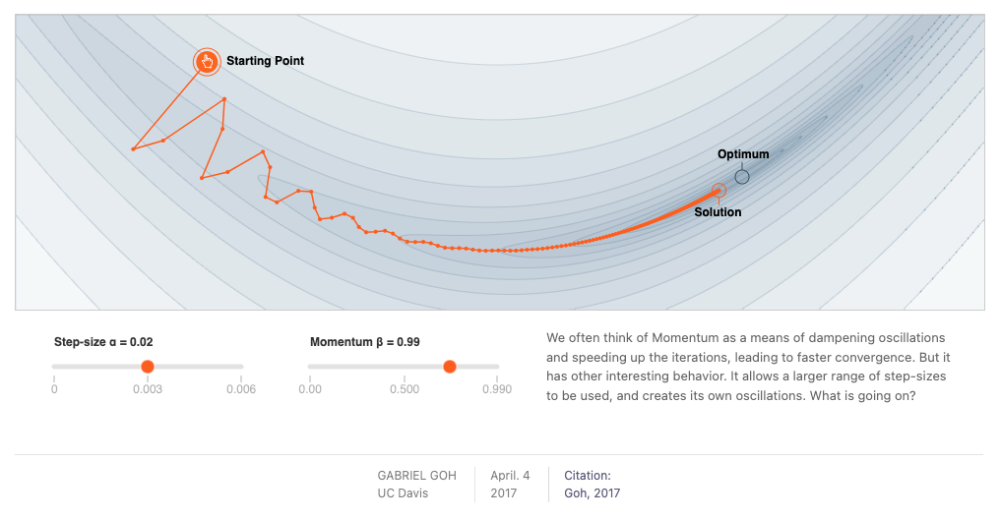 Starting Point
Optimum
Solution
Step-size α = 0.02
Momentum β = 0.99
0
0.003
0.006
0.00
0.500
0.990
We often think of Momentum as a means of dampening oscillations
and speeding up the iterations, leading to faster convergence. But it
has other interesting behavior. It allows a larger range of step-sizes
to be used, and creates its own oscillations. What is going on?
GABRIEL GOH
UC Davis
April. 4
2017
Citation:
Goh, 2017